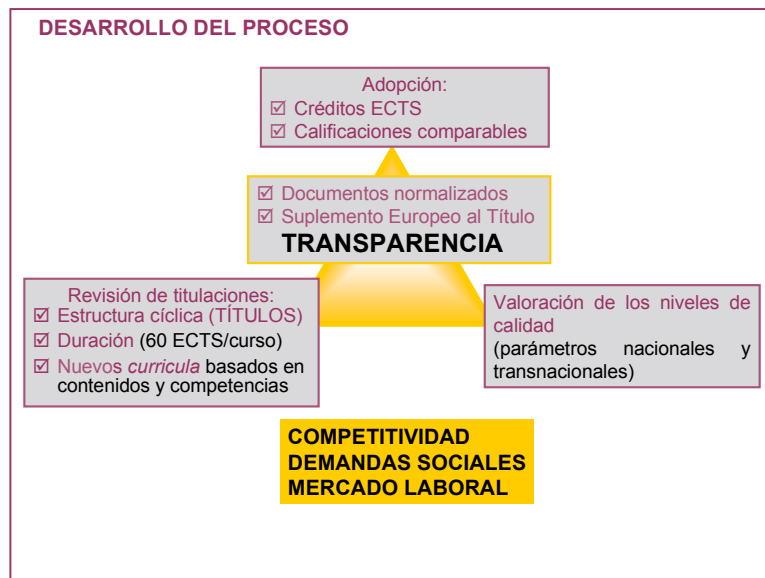 DESARROLLO DEL PROCESO
Adopción:
☑ Créditos ECTS
☑ Calificaciones comparables
☑ Documentos normalizados
☑ Suplemento Europeo al Título
TRANSPARENCIA
Revisión de titulaciones:
☑ Estructura cíclica (TÍTULOS)
☑ Duración (60 ECTS/curso)
☑ Nuevos curricula basados en
contenidos y competencias
Valoración de los niveles de
calidad
(parámetros nacionales y
transnacionales)
COMPETITIVIDAD
DEMANDAS SOCIALES
MERCADO LABORAL